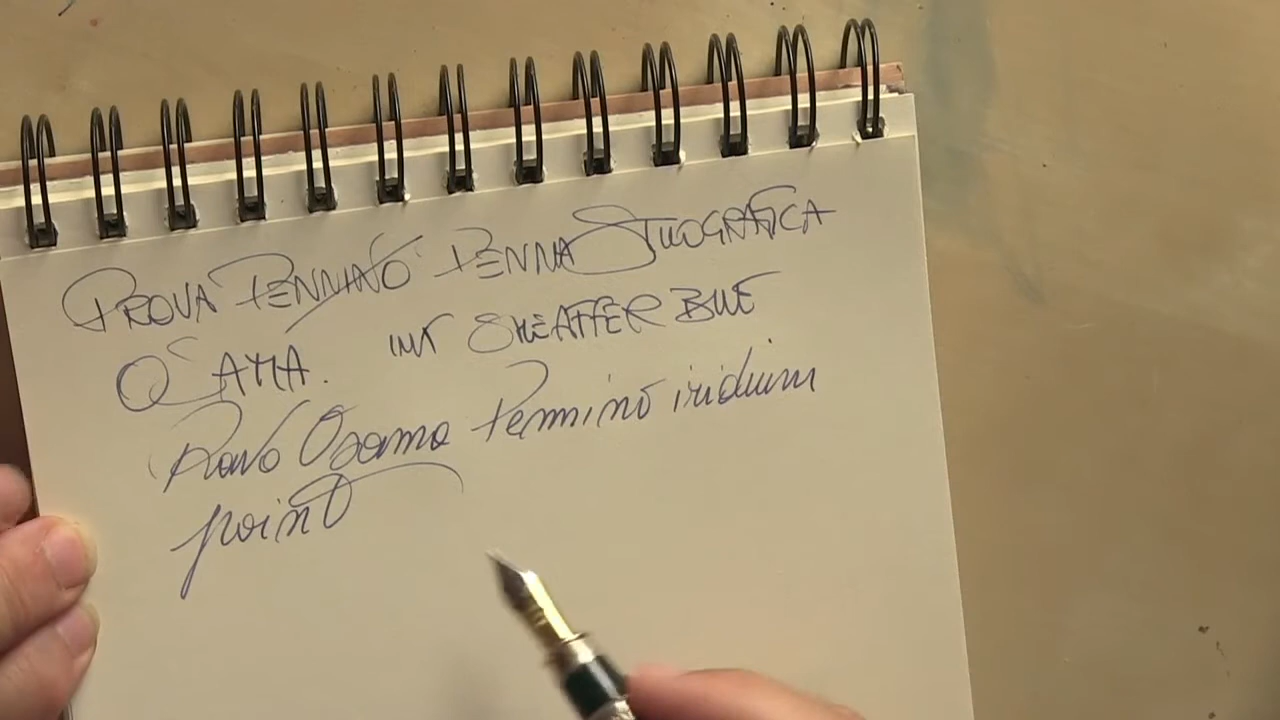 PROVA PENNINO PENNA STILOGRAFICA
OSAMA. INK SHEAFFER BLUE
Prova Osama Pennino iridium
point